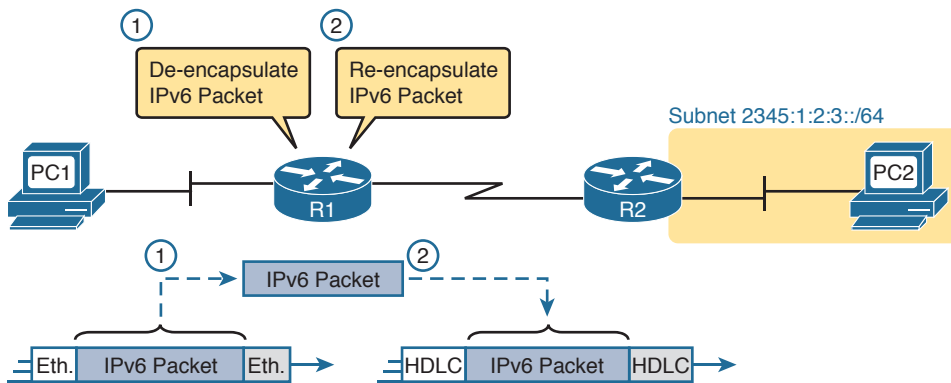 1
2
De-encapsulate
IPv6 Packet
Re-encapsulate
IPv6 Packet
Subnet 2345:1:2:3::/64
PC1
R1
R2
PC2
1
IPv6 Packet
2
Eth. IPv6 Packet Eth.
HDLC IPv6 Packet HDLC